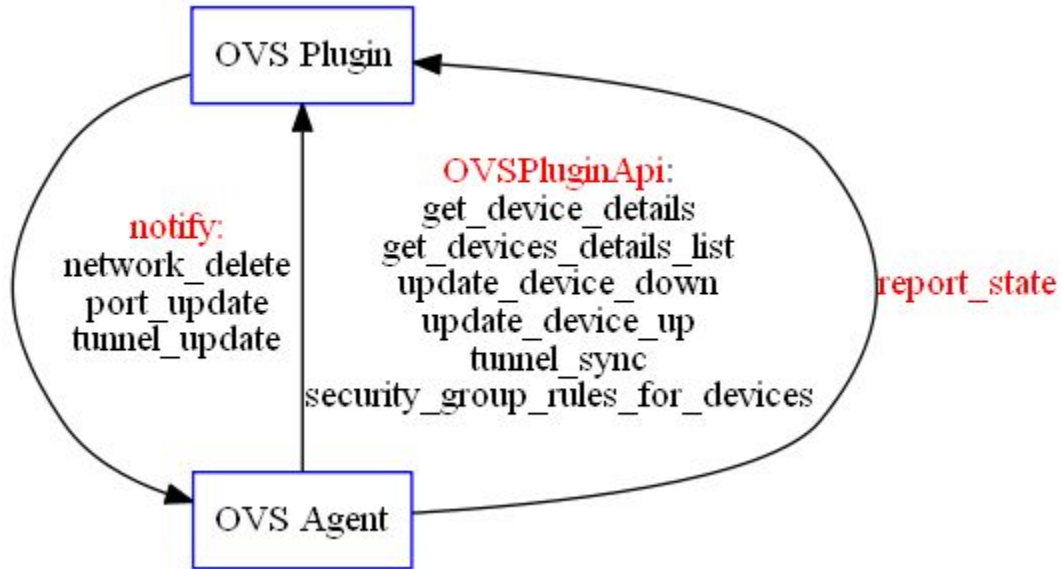 OVS Plugin
notify:
network_delete
port_update
tunnel_update
OVSPluginApi:
get_device_details
get_devices_details_list
update_device_down
update_device_up
tunnel_sync
security_group_rules_for_devices
report_state
OVS Agent